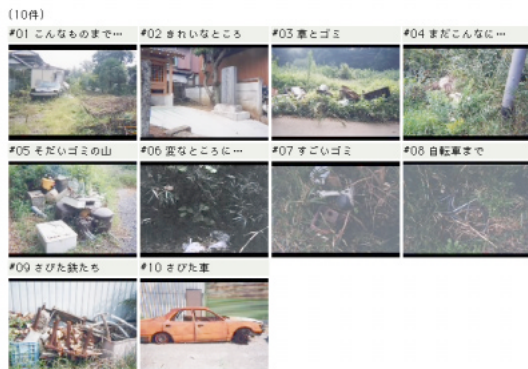 (10件)
#01 こんなものまで…
#02 きれいなところ
#03 草とゴミ
#04 まだこんなに…
#05 そだいゴミの山
#06 変なところに…
#07 すごいゴミ
#08 自転車まで
#09 さびた鉄たち
#10 さびた車